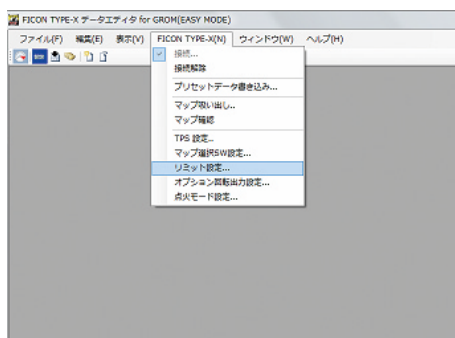 FICON TYPE-X データエディタ for GROM(EASY MODE)
ファイル(F) 編集(E) 表示(V) FICON TYPE-X(N) ウィンドウ(W) ヘルプ(H)
接続...
接続解除
プリセットデータ書き込み...
マップ吸い出し...
マップ確認
TPS 設定...
マップ選択SW設定...
リミット設定...
オプション回転出力設定...
点火モード設定...